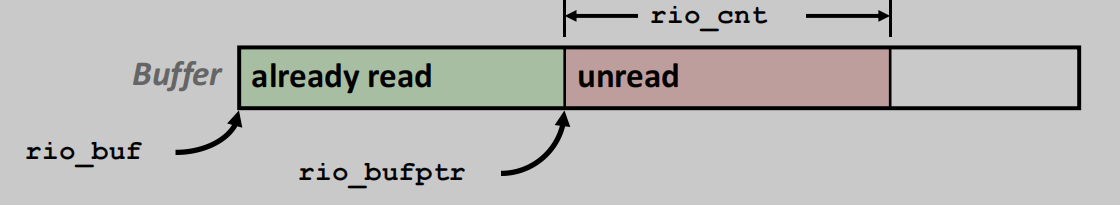 rio_cnt
Buffer
already read
unread
rio_buf
rio_bufptr